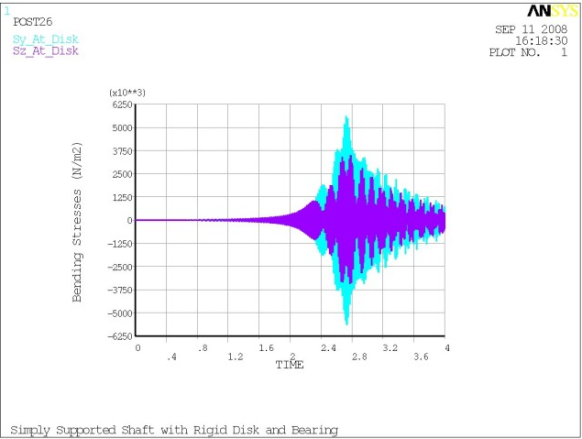 1
POST26
Sy_At_Disk
Sz_At_Disk
ANSYS
SEP 11 2008
16:18:30
PLOT NO. 1
(x10**3)
6250
5000
3750
2500
1250
0
-1250
-2500
-3750
-5000
-6250
Bending Stresses (N/m2)
0 .8 1.6 2.4 3.2 4
.4 1.2 2 2.8 3.6
TIME
Simply Supported Shaft with Rigid Disk and Bearing